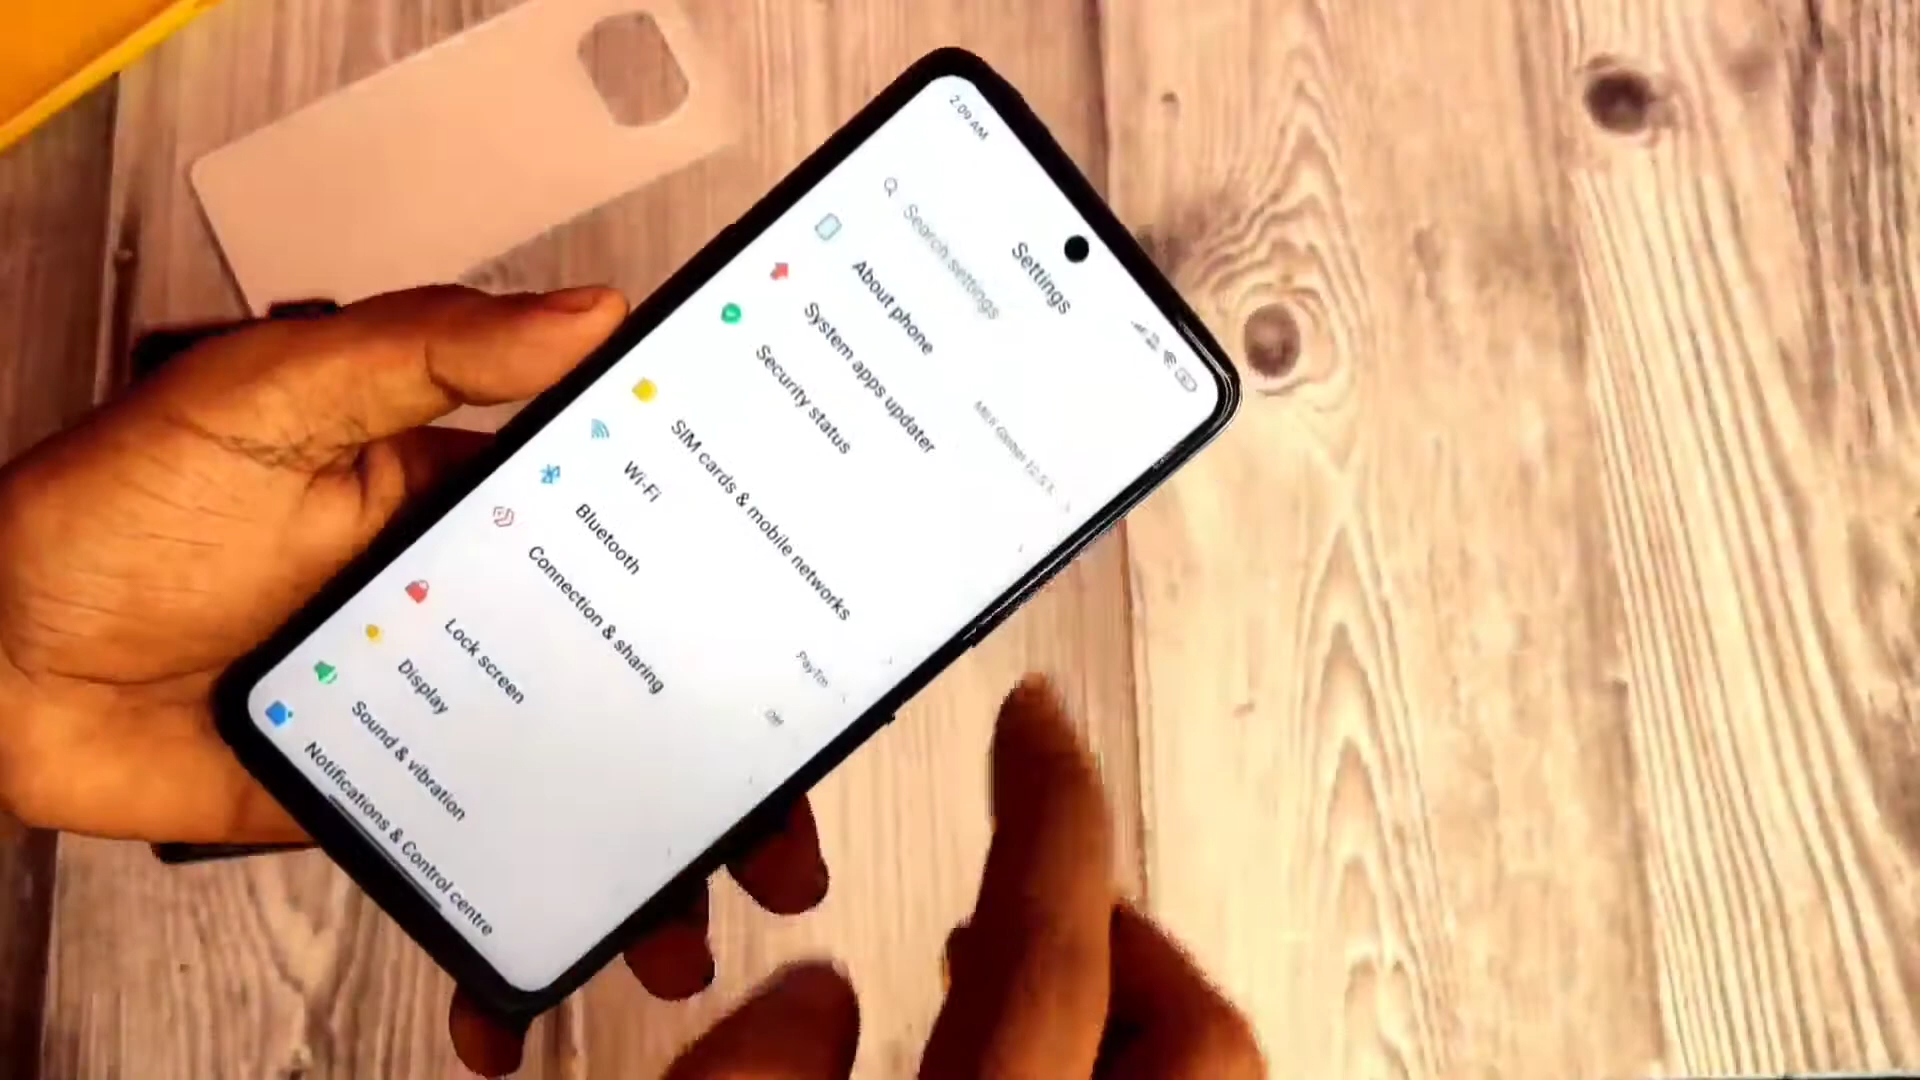 2:09 AM
Settings
Search settings
About phone
System apps updater
Security status
SIM cards & mobile networks
Wi-Fi
Bluetooth
Off
Connection & sharing
Lock screen
Display
Sound & vibration
Notifications & Control centre